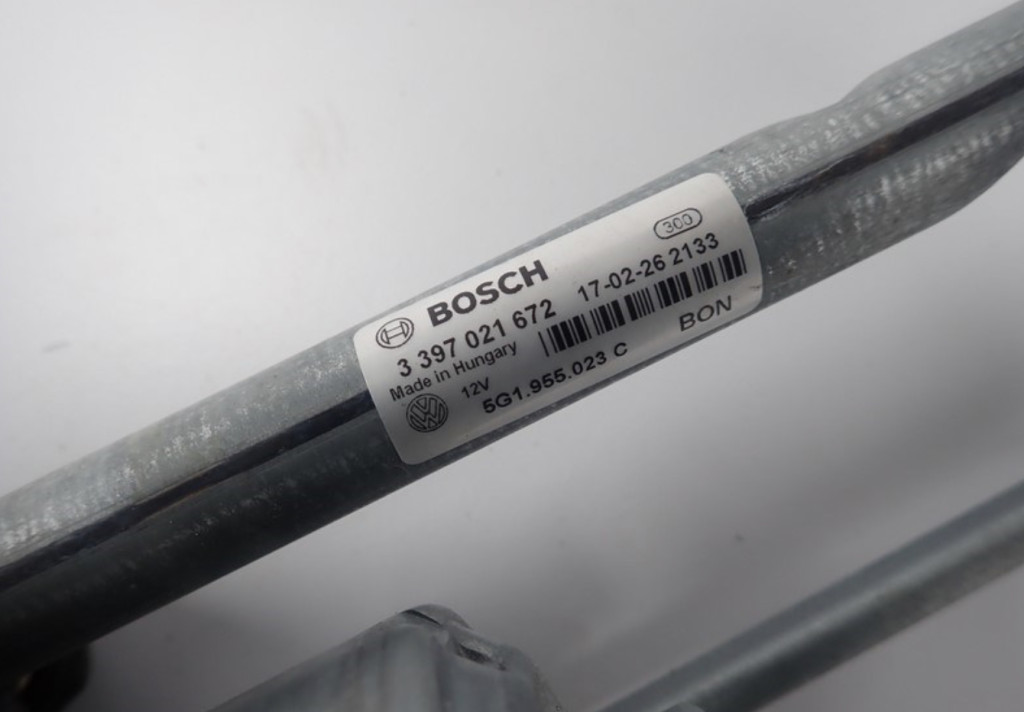 300
BOSCH
3 397 021 672 17-02-26 2133
Made in Hungary
12V BON
5G1.955.023 C